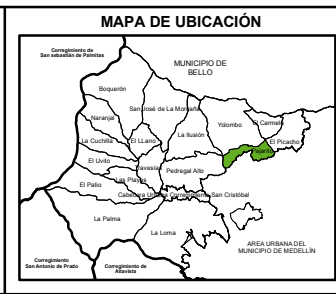 MAPA DE UBICACIÓN
Corregimiento de
San sebastián de Palmitas
MUNICIPIO DE
BELLO
Boquerón
San José de La Montaña
Naranjal
Yolombo
El Carmelo
La Cuchilla
El LLano
La Ilusión
El Picacho
Pajarito
El Uvito
Travesías
Pedregal Alto
El Patio
Las Playas
Cabecera Urbana Corregimiento San Cristóbal
La Palma
AREA URBANA DEL
MUNICIPIO DE MEDELLÍN
La Loma
Corregimiento
San Antonio de Prado
Corregimiento de
Altavista